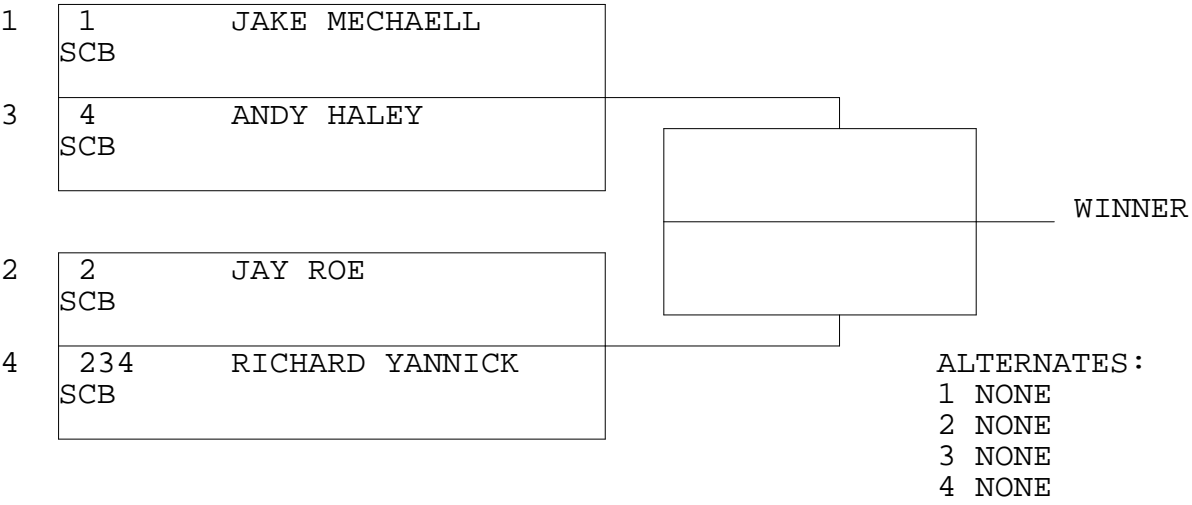 1 1 JAKE MECHAELL
SCB
3 4 ANDY HALEY
SCB
WINNER
2 2 JAY ROE
SCB
4 234 RICHARD YANNICK
SCB
ALTERNATES:
1 NONE
2 NONE
3 NONE
4 NONE